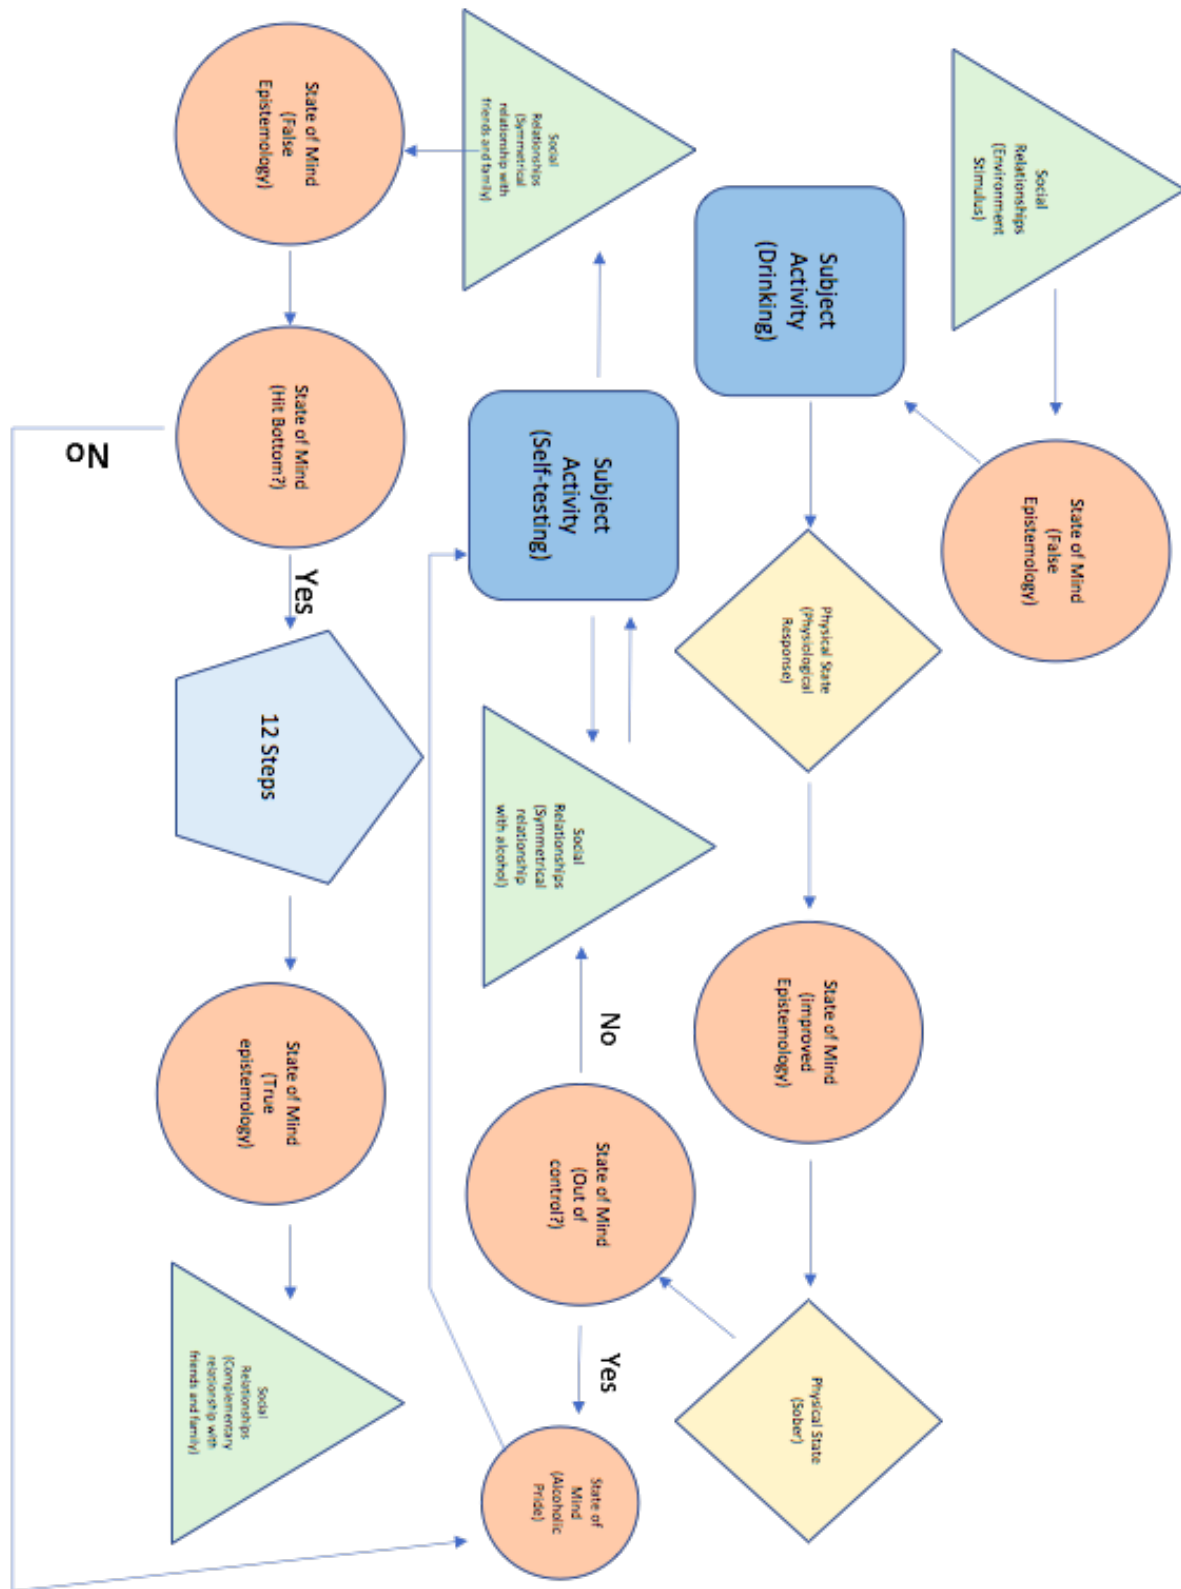 Social
Relationships
(Environment
Stimulus)
State of Mind
(False
Epistemology)
Subject
Activity
(Drinking)
Physical State
(Physiological
Response)
State of Mind
(improved
Epistemology)
Physical State
(Sober)
State of Mind
(Out of
control?)
No
Yes
State of
Mind
(Alcoholic
Pride)
Social
Relationships
(Symmetrical
relationship
with alcohol)
Subject
Activity
(Self-testing)
Social
Relationships
(Symmetrical
relationship with
friends and family)
State of Mind
(False
Epistemology)
State of Mind
(Hit Bottom?)
No
Yes
12 Steps
State of Mind
(True
epistemology)
Social
Relationships
(Complementary
relationship with
friends and family)